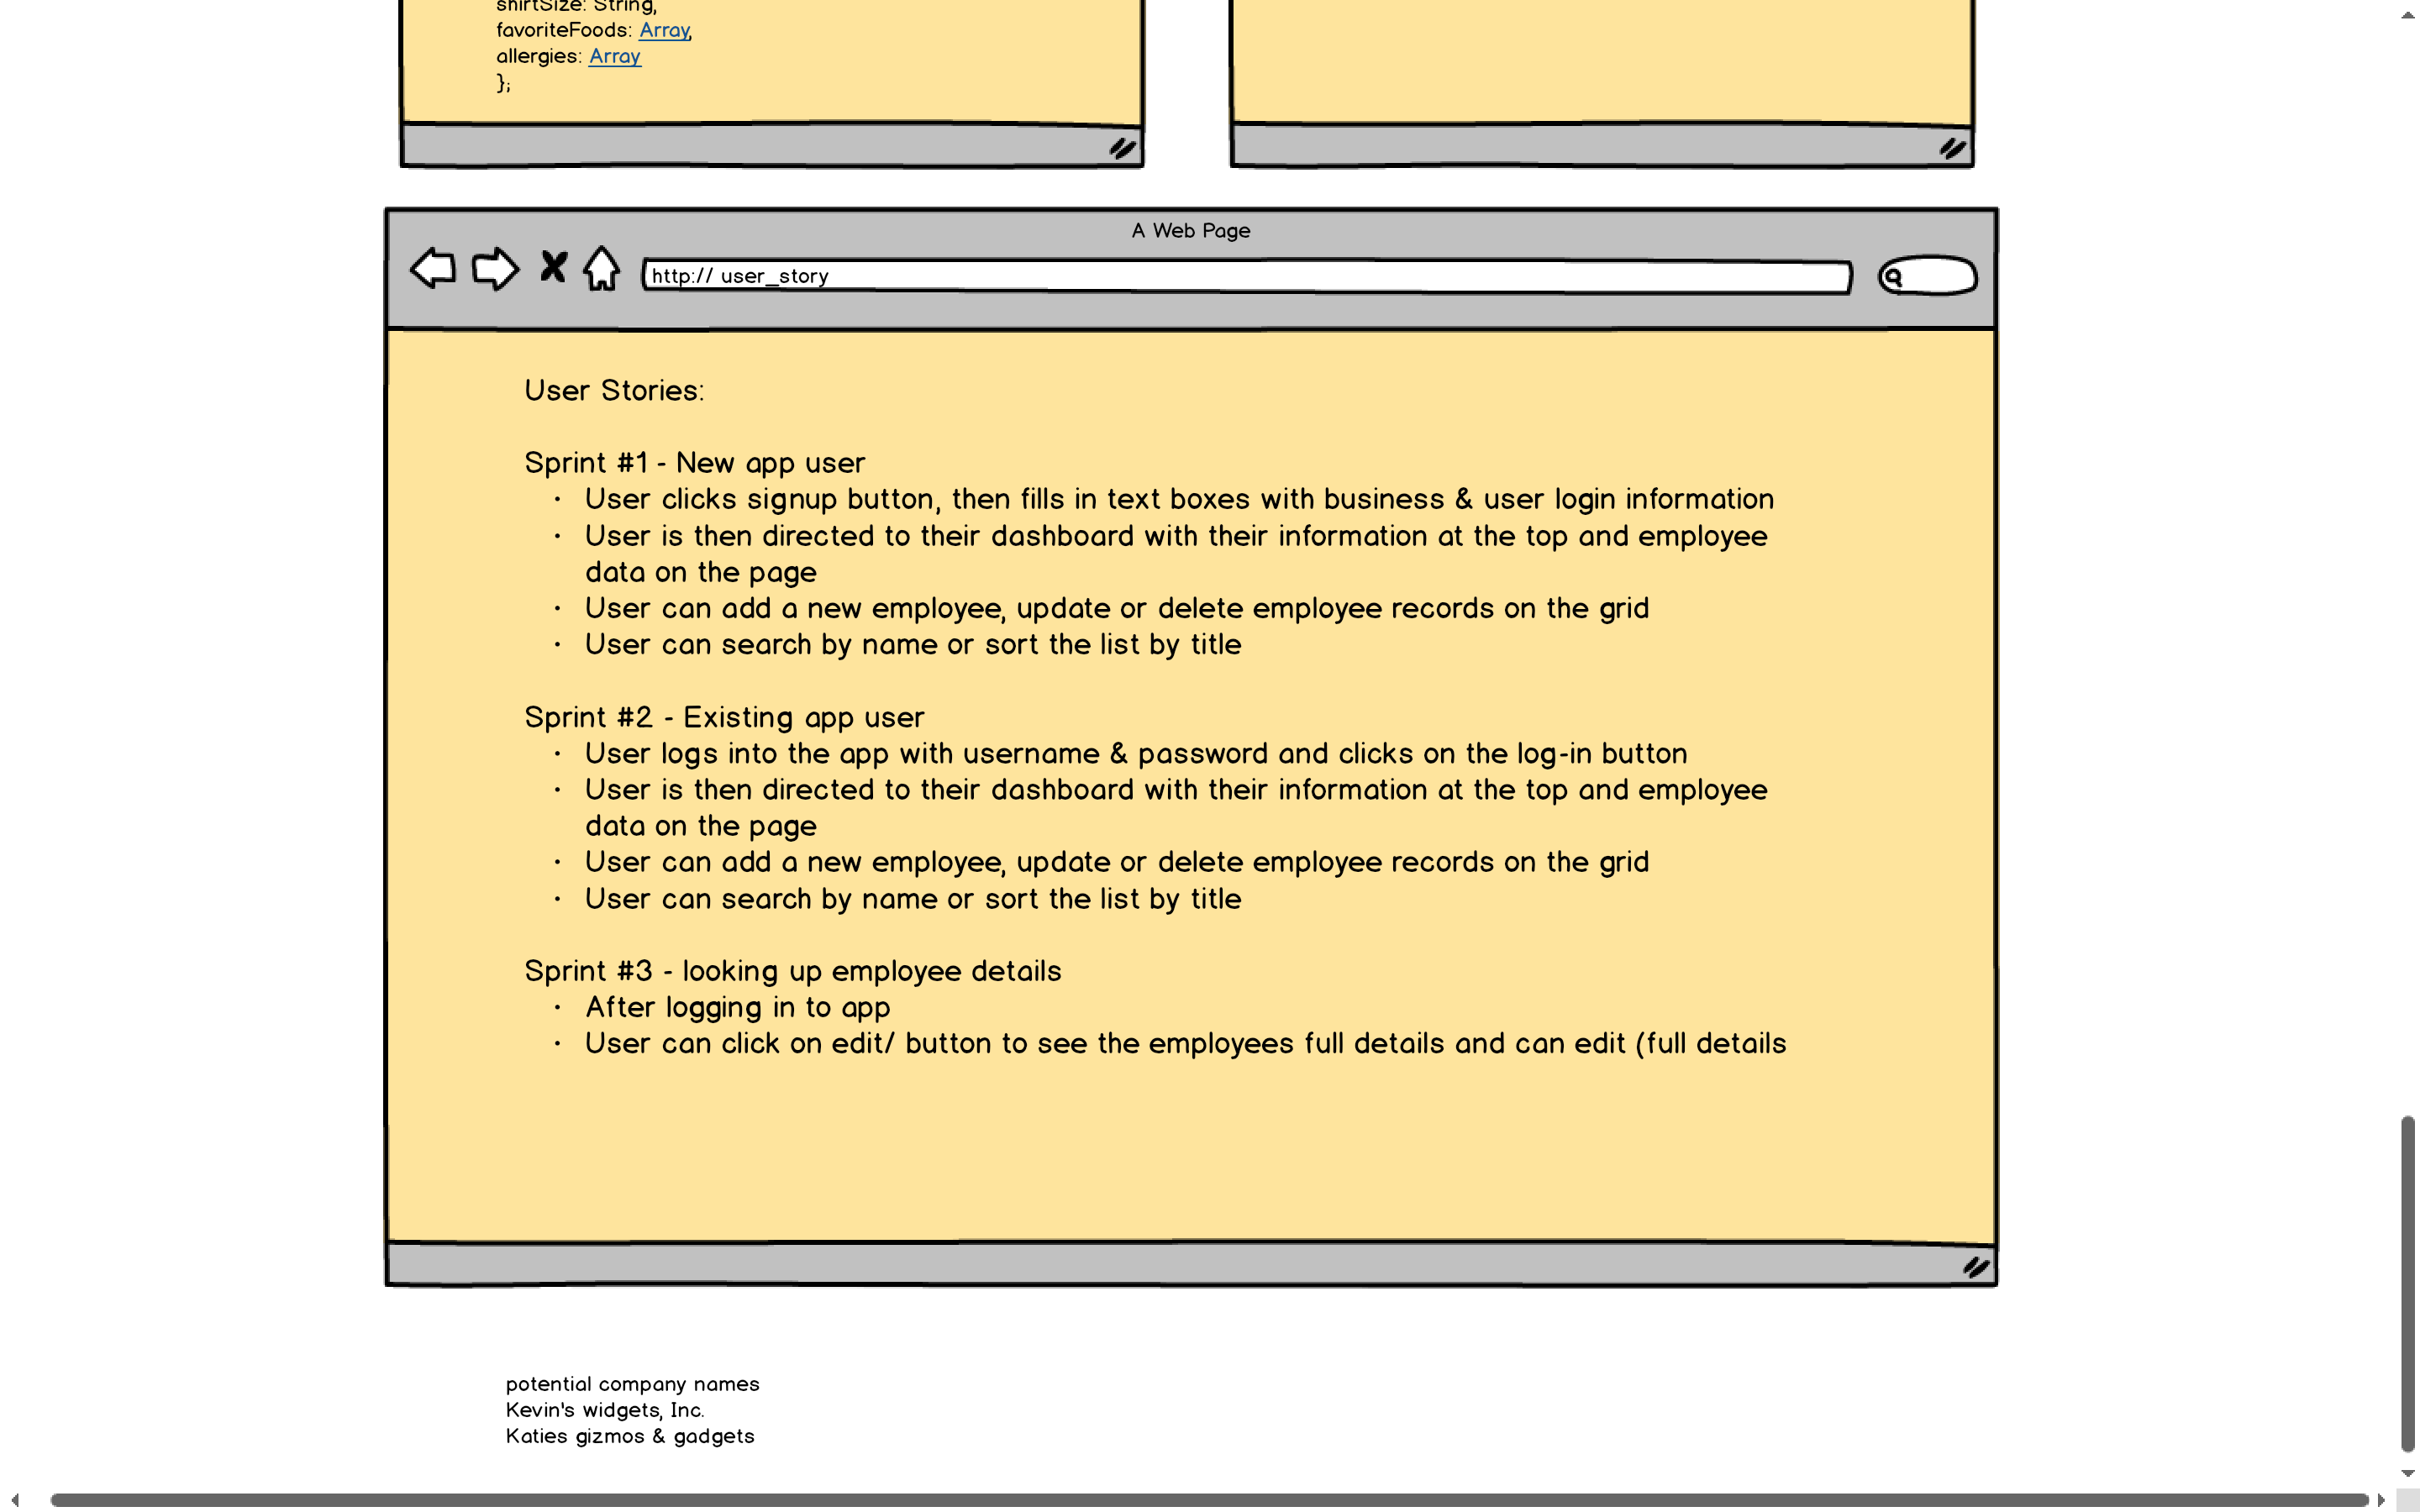 shirtSize: String,
favoriteFoods: Array,
allergies: Array
};
A Web Page
http:// user_story
User Stories:
Sprint #1 - New app user
· User clicks signup button, then fills in text boxes with business & user login information
· User is then directed to their dashboard with their information at the top and employee
data on the page
· User can add a new employee, update or delete employee records on the grid
· User can search by name or sort the list by title
Sprint #2 - Existing app user
· User logs into the app with username & password and clicks on the log-in button
· User is then directed to their dashboard with their information at the top and employee
data on the page
· User can add a new employee, update or delete employee records on the grid
· User can search by name or sort the list by title
Sprint #3 - looking up employee details
· After logging in to app
· User can click on edit/ button to see the employees full details and can edit (full details
potential company names
Kevin's widgets, Inc.
Katies gizmos & gadgets